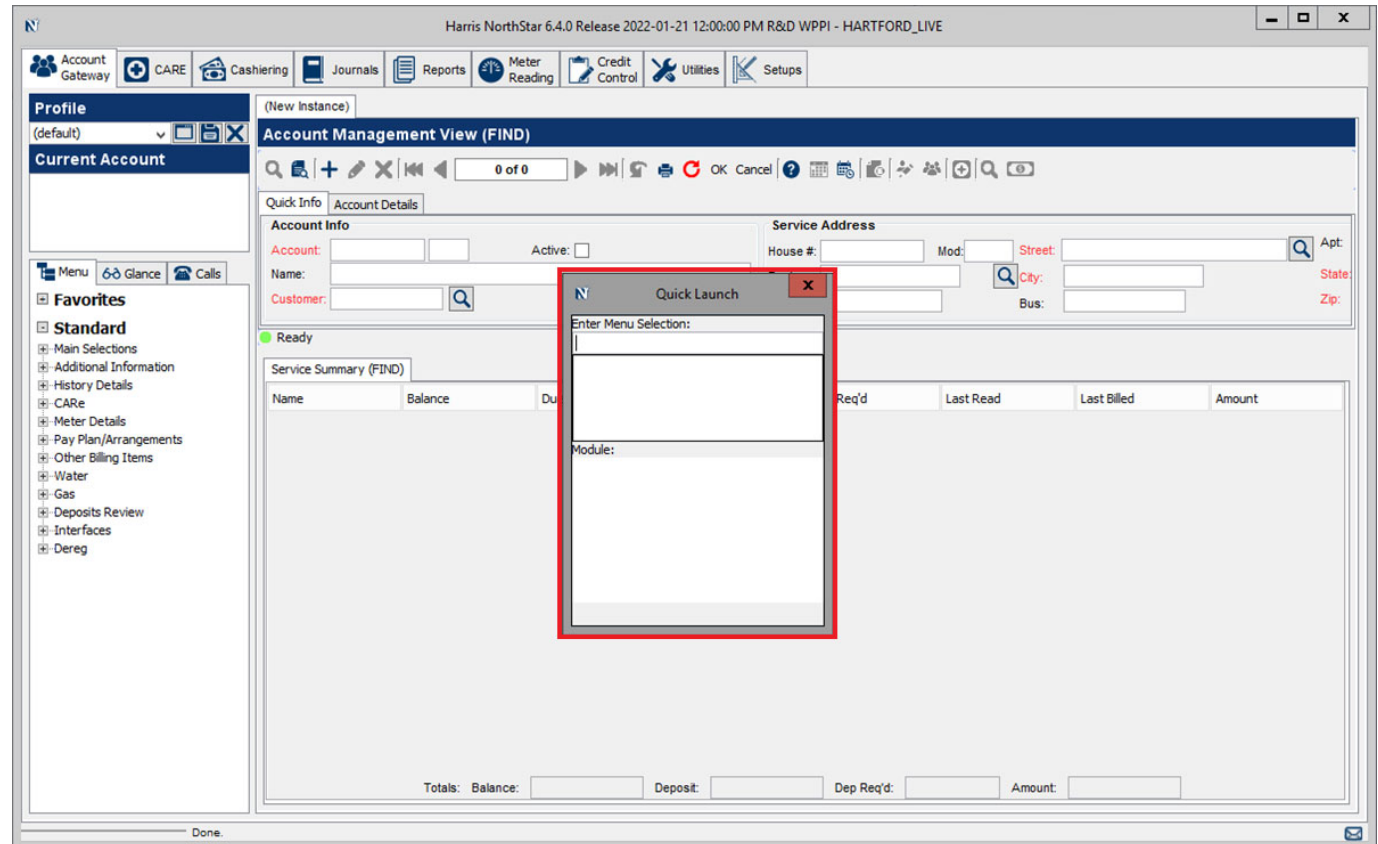 Harris NorthStar 6.4.0 Release 2022-01-21 12:00:00 PM R&D WPPI - HARTFORD_LIVE
Account Gateway
CARE
Cashiering
Journals
Reports
Meter Reading
Credit Control
Utilities
Setups
Profile
(default)
Current Account
Menu
Glance
Calls
Favorites
Standard
Main Selections
Additional Information
History Details
CARe
Meter Details
Pay Plan/Arrangements
Other Billing Items
Water
Gas
Deposits Review
Interfaces
Dereg
(New Instance)
Account Management View (FIND)
0 of 0
OK Cancel
Quick Info
Account Details
Account Info
Account:
Active:
Name:
Customer:
Service Address
House #:
Mod:
Street:
Apt:
City:
State:
Bus:
Zip:
Ready
Service Summary (FIND)
Name
Balance
Req'd
Last Read
Last Billed
Amount
Quick Launch
X
Enter Menu Selection:
Module:
Totals: Balance:
Deposit:
Dep Req'd:
Amount:
Done.